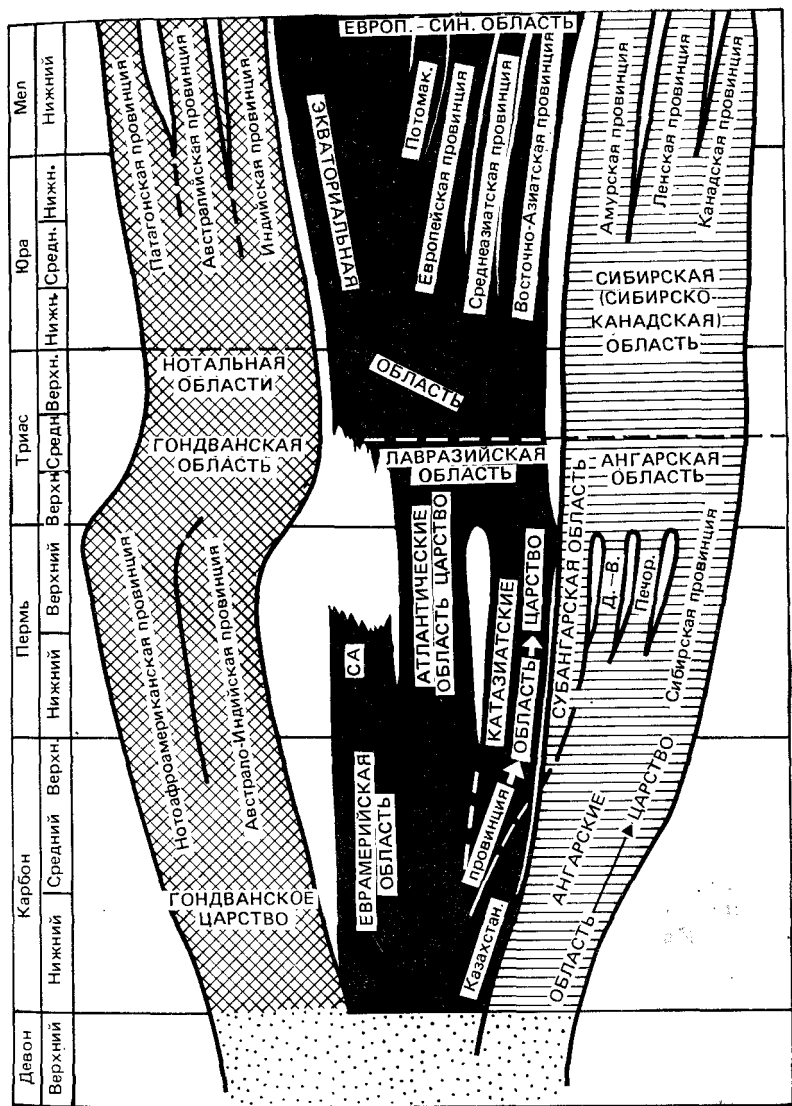 Мел
Нижний
Юра
Нижн.
Средн.
Нижн.
Триас
Верхн.
Средн
Верхн
Пермь
Верхний
Нижний
Карбон
Верхн.
Средний
Нижний
Девон
Верхний
Патагонская провинция
Австралийская провинция
Индийская провинция
НОТАЛЬНАЯ
ОБЛАСТИ
ГОНДВАНСКАЯ
ОБЛАСТЬ
Нотоафроамериканская провинция
Австрало-Индийская провинция
ГОНДВАНСКОЕ
ЦАРСТВО
ЕВРОП. - СИН. ОБЛАСТЬ
ЭКВАТОРИАЛЬНАЯ
ОБЛАСТЬ
Потомак.
Европейская провинция
Среднеазиатская провинция
Восточно-Азиатская провинция
ЛАВРАЗИЙСКАЯ
ОБЛАСТЬ
АТЛАНТИЧЕСКИЕ
ОБЛАСТЬ ЦАРСТВО
СА
КАТАЗИАТСКИЕ
ОБЛАСТЬ ЦАРСТВО
ЕВРАМЕРИЙСКАЯ
ОБЛАСТЬ
провинция
Казахстан.
Амурская провинция
Ленская провинция
Канадская провинция
СИБИРСКАЯ
(СИБИРСКО-
КАНАДСКАЯ)
ОБЛАСТЬ
АНГАРСКАЯ
ОБЛАСТЬ
СУБАНГАРСКАЯ ОБЛАСТЬ
Д.-В.
Печор.
Сибирская провинция
АНГАРСКИЕ
ОБЛАСТЬ ЦАРСТВО